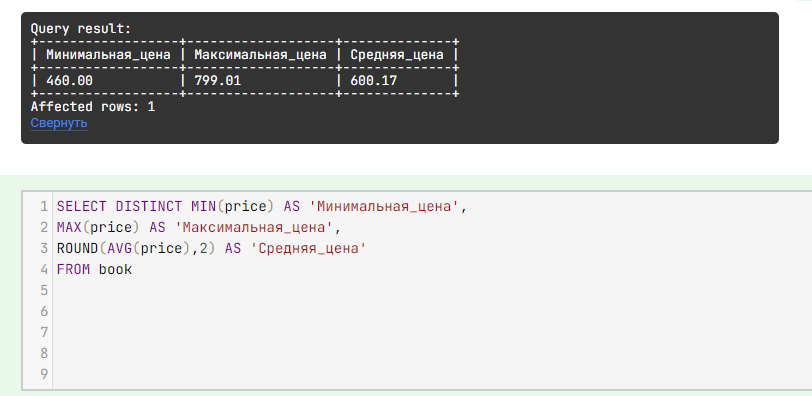 Query result:
+------------------+-------------------+--------------+
| Минимальная_цена | Максимальная_цена | Средняя_цена |
+------------------+-------------------+--------------+
| 460.00           | 799.01            | 600.17       |
+------------------+-------------------+--------------+
Affected rows: 1
Свернуть
1 SELECT DISTINCT MIN(price) AS 'Минимальная_цена',
2 MAX(price) AS 'Максимальная_цена',
3 ROUND(AVG(price),2) AS 'Средняя_цена'
4 FROM book
5
6
7
8
9